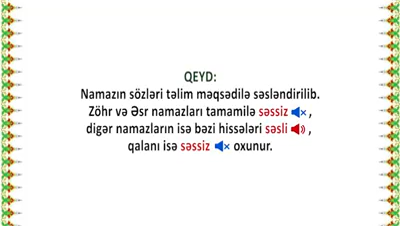 QEYD:
Namazın sözləri təlim məqsədilə səsləndirilib.
Zöhr və Əsr namazları tamamilə səssiz ,
digər namazların isə bəzi hissələri səsli ,
qalanı isə səssiz oxunur.